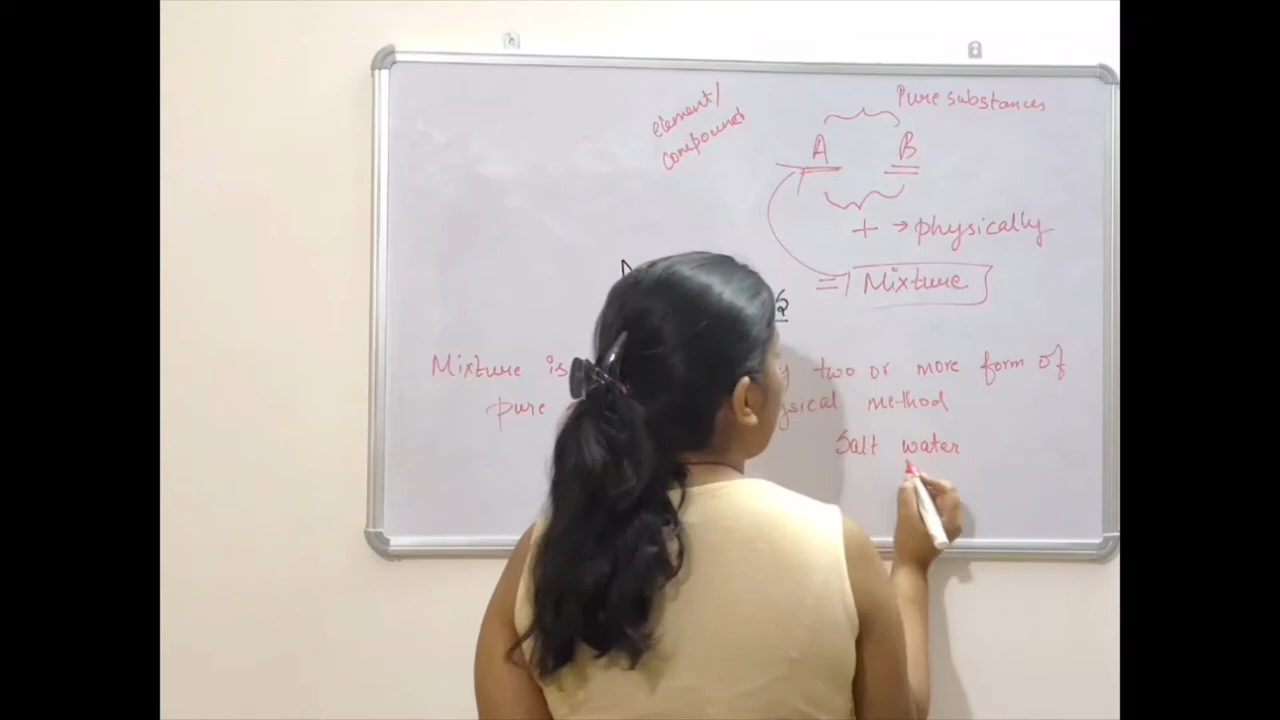 element/
compound
Pure substances
A B
+ → physically
= Mixture
Mixture is two or more form of
pure method
Salt water